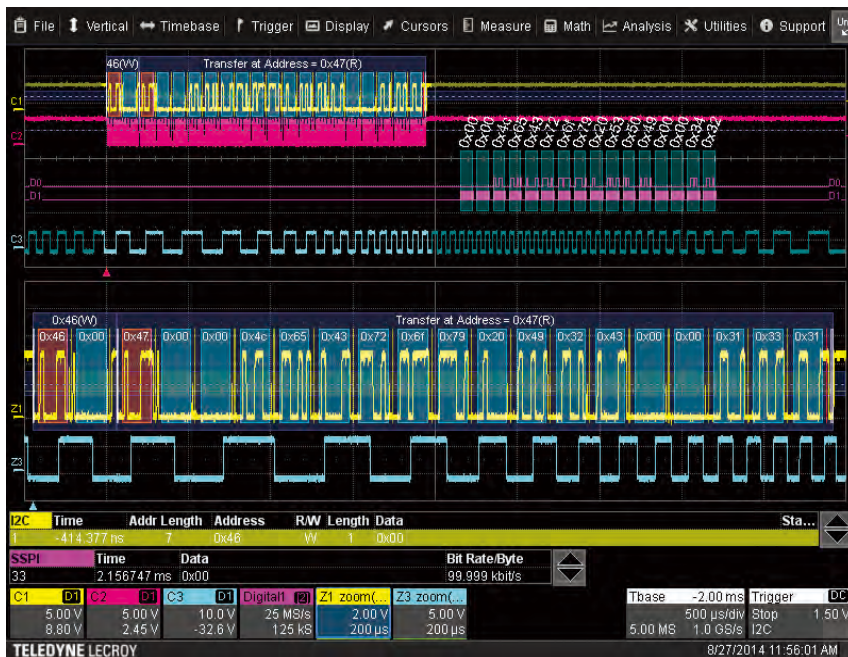 File Vertical Timebase Trigger Display Cursors Measure Math Analysis Utilities Support
46(W) Transfer at Address = 0x47(R)
C1
C2
0x00 0x00 0x4c 0x65 0x43 0x72 0x6f 0x79 0x20 0x53 0x50 0x49 0x00 0x00 0x34 0x32
D0 D0
D1 D1
C3
0x46(W) Transfer at Address = 0x47(R)
0x46 0x00 0x47 0x00 0x00 0x4c 0x65 0x43 0x72 0x6f 0x79 0x20 0x49 0x32 0x43 0x00 0x00 0x31 0x33 0x31
Z1
Z3
I2C Time Addr Length Address R/W Length Data Sta...
1 -414.377 ns 7 0x46 W 1 0x00
SSPI Time Data Bit Rate/Byte
33 2.156747 ms 0x00 99.999 kbit/s
C1 D1 C2 D1 C3 D1 Digital1 [2] Z1 zoom(... Z3 zoom(... Tbase -2.00 ms Trigger DC
5.00 V 5.00 V 10.0 V 25 MS/s 2.00 V 5.00 V 500 µs/div Stop 1.50 V
8.80 V 2.45 V -32.6 V 125 kS 200 µs 200 µs 5.00 MS 1.0 GS/s I2C
TELEDYNE LECROY 8/27/2014 11:56:01 AM